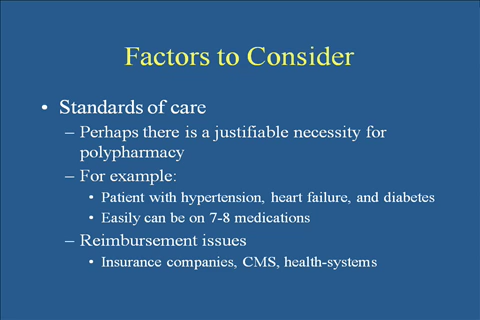 Factors to Consider
• Standards of care
– Perhaps there is a justifiable necessity for
polypharmacy
– For example:
• Patient with hypertension, heart failure, and diabetes
• Easily can be on 7-8 medications
– Reimbursement issues
• Insurance companies, CMS, health-systems